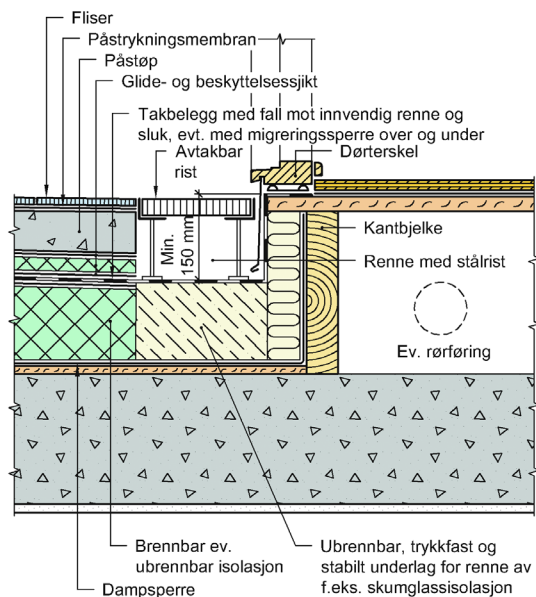 Fliser
Påstrykningsmembran
Påstøp
Glide- og beskyttelsessjikt
Takbelegg med fall mot innvendig renne og
sluk, evt. med migreringssperre over og under
Avtakbar
rist
Dørterskel
Min.
150 mm
Kantbjelke
Renne med stålrist
Ev. rørføring
Brennbar ev.
ubrennbar isolasjon
Dampsperre
Ubrennbar, trykkfast og
stabilt underlag for renne av
f.eks. skumglassisolasjon